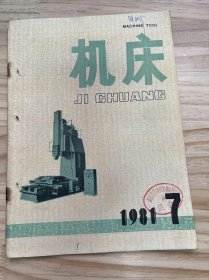 MACHINE TOOL
机床
JI CHUANG
1981 7